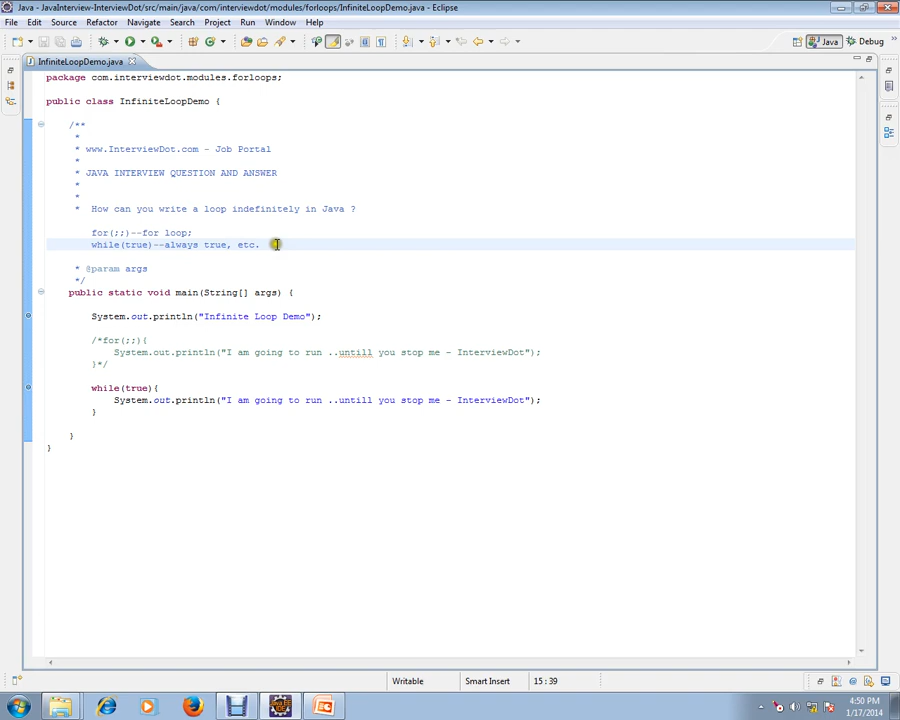 Java - JavaInterview-InterviewDot/src/main/java/com/interviewdot/modules/forloops/InfiniteLoopDemo.java - Eclipse
File Edit Source Refactor Navigate Search Project Run Window Help
Java Debug
InfiniteLoopDemo.java
package com.interviewdot.modules.forloops;
public class InfiniteLoopDemo {
/**
*
* www.InterviewDot.com - Job Portal
*
* JAVA INTERVIEW QUESTION AND ANSWER
*
*
* How can you write a loop indefinitely in Java ?
for(;;)--for loop;
while(true)--always true, etc.
* @param args
*/
public static void main(String[] args) {
System.out.println("Infinite Loop Demo");
/*for(;;){
System.out.println("I am going to run ..untill you stop me - InterviewDot");
}*/
while(true){
System.out.println("I am going to run ..untill you stop me - InterviewDot");
}
}
}
Writable Smart Insert 15 : 39
4:50 PM
1/17/2014